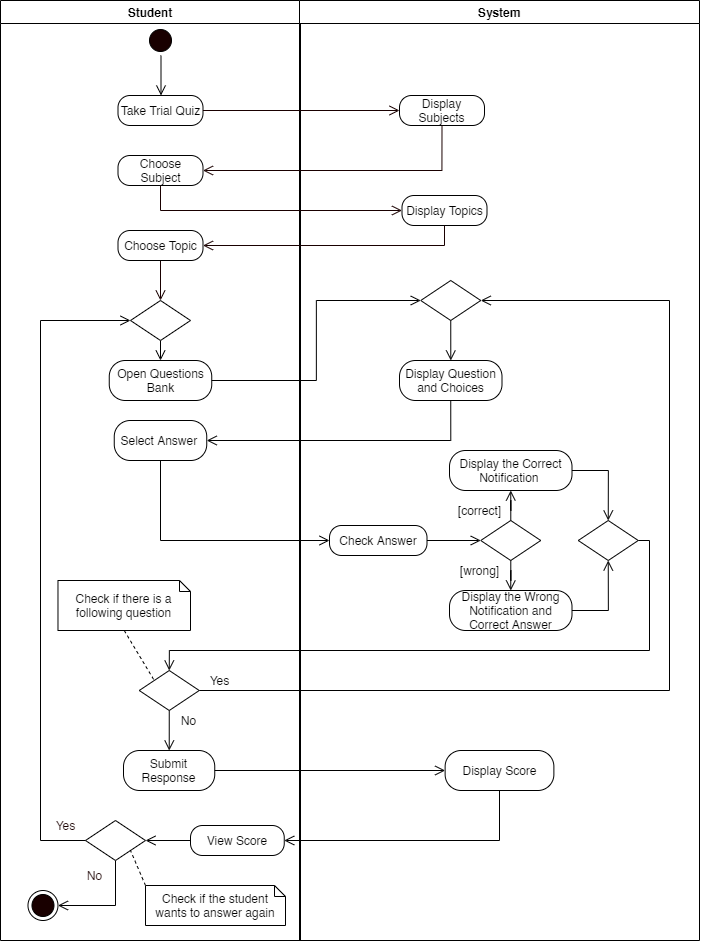 Student
System
Take Trial Quiz
Display
Subjects
Choose
Subject
Display Topics
Choose Topic
Open Questions
Bank
Display Question
and Choices
Select Answer
Display the Correct
Notification
[correct]
Check Answer
[wrong]
Display the Wrong
Notification and
Correct Answer
Check if there is a
following question
Yes
No
Submit
Response
Display Score
Yes
View Score
No
Check if the student
wants to answer again